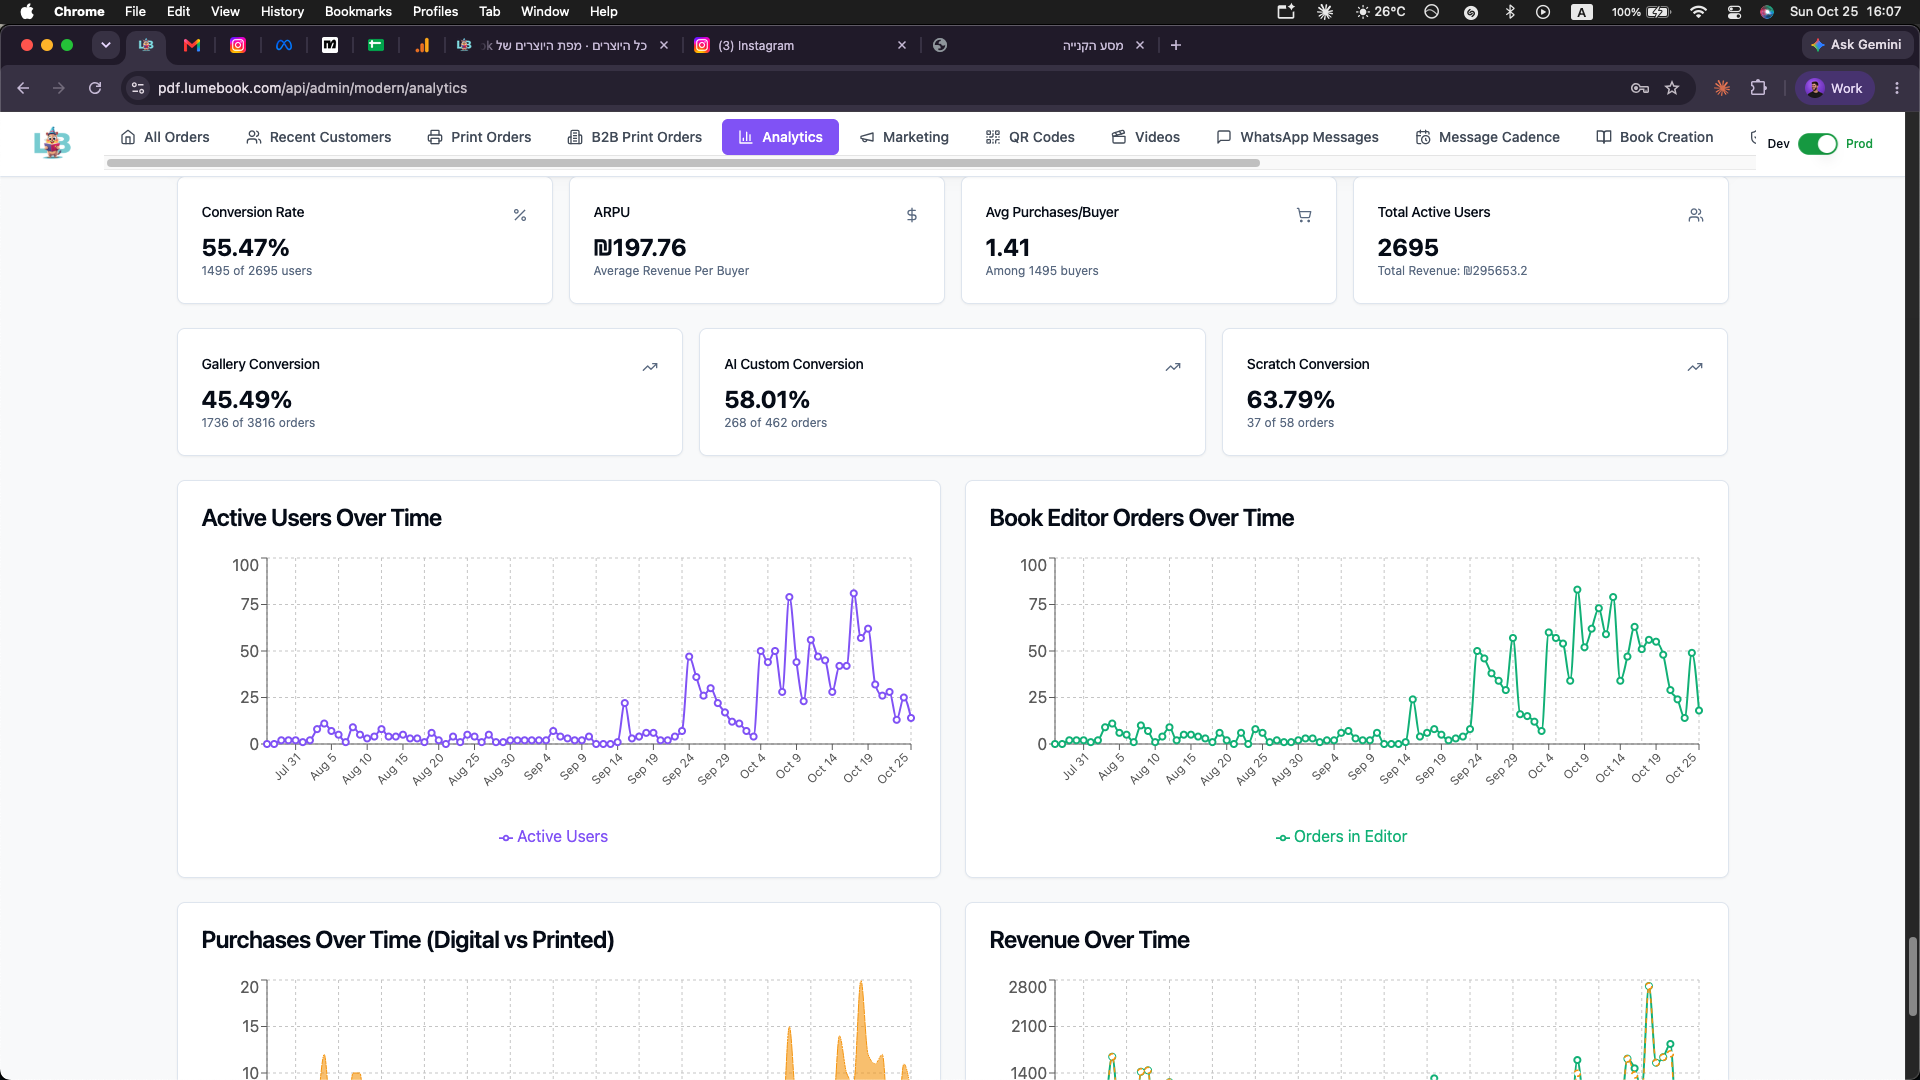 Chrome File Edit View History Bookmarks Profiles Tab Window Help 26°C A 100% Sun Oct 25 16:07
כל היוצרים · מפת היוצרים של
(3) Instagram
מסע הקנייה
Ask Gemini
pdf.lumebook.com/api/admin/modern/analytics
Work
LB All Orders Recent Customers Print Orders B2B Print Orders Analytics Marketing QR Codes Videos WhatsApp Messages Message Cadence Book Creation Dev Prod
Conversion Rate %
55.47%
1495 of 2695 users
ARPU $
₪197.76
Average Revenue Per Buyer
Avg Purchases/Buyer
1.41
Among 1495 buyers
Total Active Users
2695
Total Revenue: ₪295653.2
Gallery Conversion
45.49%
1736 of 3816 orders
AI Custom Conversion
58.01%
268 of 462 orders
Scratch Conversion
63.79%
37 of 58 orders
Active Users Over Time
100
75
50
25
0
Jul 31 Aug 5 Aug 10 Aug 15 Aug 20 Aug 25 Aug 30 Sep 4 Sep 9 Sep 14 Sep 19 Sep 24 Sep 29 Oct 4 Oct 9 Oct 14 Oct 19 Oct 25
Active Users
Book Editor Orders Over Time
100
75
50
25
0
Jul 31 Aug 5 Aug 10 Aug 15 Aug 20 Aug 25 Aug 30 Sep 4 Sep 9 Sep 14 Sep 19 Sep 24 Sep 29 Oct 4 Oct 9 Oct 14 Oct 19 Oct 25
Orders in Editor
Purchases Over Time (Digital vs Printed)
20
15
10
Revenue Over Time
2800
2100
1400